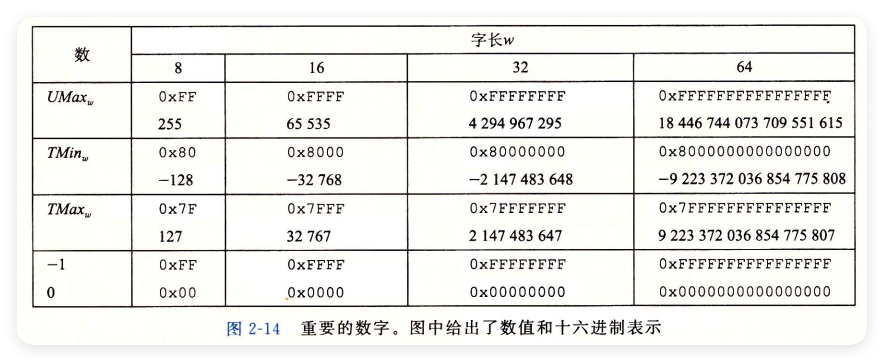 数 字长w
8 16 32 64
UMaxw 0xFF 0xFFFF 0xFFFFFFFF 0xFFFFFFFFFFFFFFFF
255 65 535 4 294 967 295 18 446 744 073 709 551 615
TMinw 0x80 0x8000 0x80000000 0x8000000000000000
−128 −32 768 −2 147 483 648 −9 223 372 036 854 775 808
TMaxw 0x7F 0x7FFF 0x7FFFFFFF 0x7FFFFFFFFFFFFFFF
127 32 767 2 147 483 647 9 223 372 036 854 775 807
−1 0xFF 0xFFFF 0xFFFFFFFF 0xFFFFFFFFFFFFFFFF
0 0x00 0x0000 0x00000000 0x0000000000000000
图 2-14 重要的数字。图中给出了数值和十六进制表示